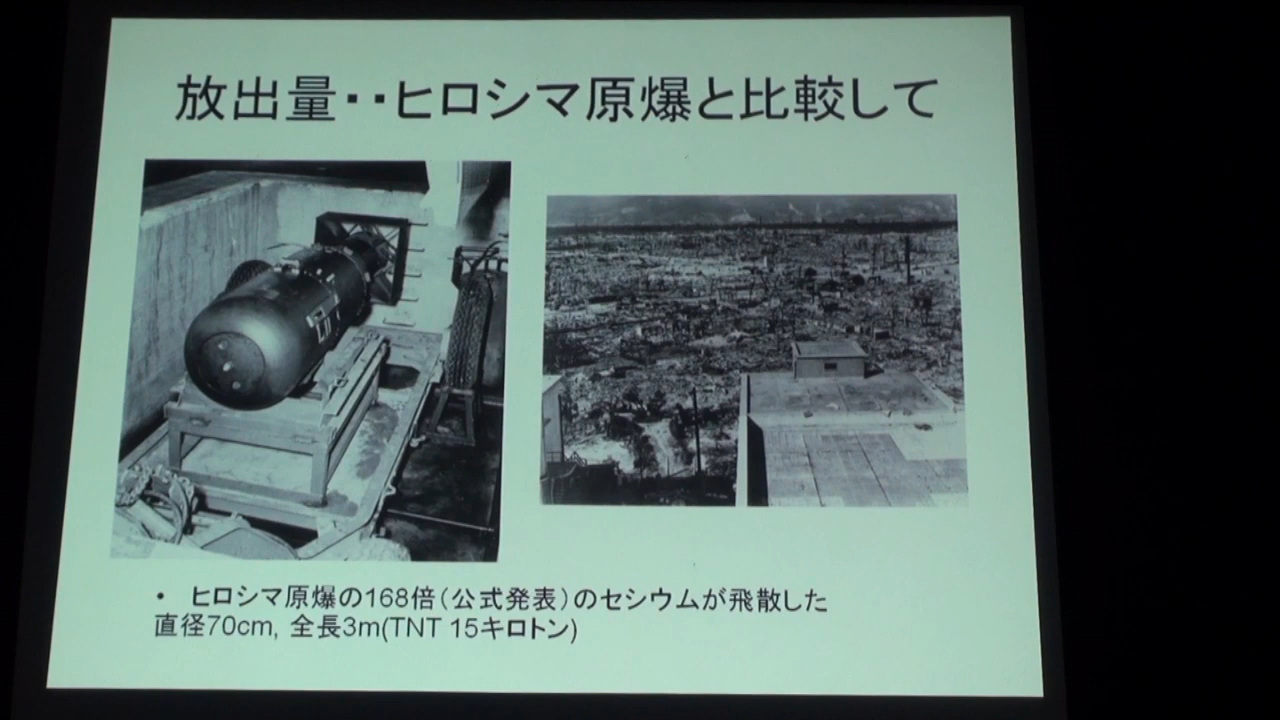 放出量・・ヒロシマ原爆と比較して
・ ヒロシマ原爆の168倍(公式発表)のセシウムが飛散した
直径70cm, 全長3m(TNT 15キロトン)